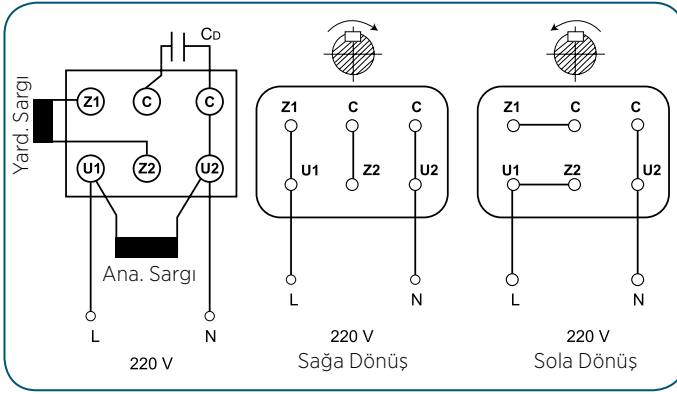 CD
Yard. Sargı
Z1 C C
U1 Z2 U2
Ana. Sargı
L N
220 V
Z1 C C
U1 Z2 U2
L N
220 V
Sağa Dönüş
Z1 C C
U1 Z2 U2
L N
220 V
Sola Dönüş